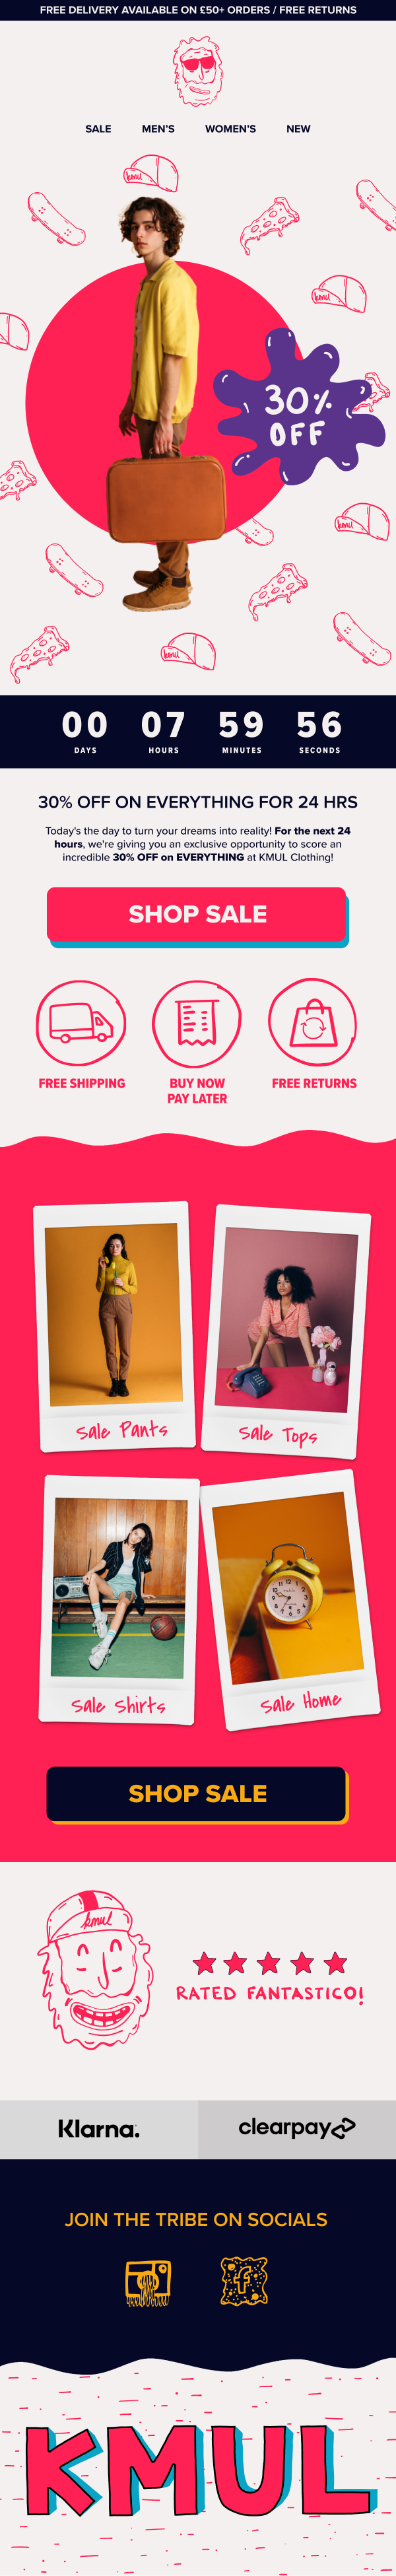 FREE DELIVERY AVAILABLE ON £50+ ORDERS / FREE RETURNS
SALE MEN'S WOMEN'S NEW
kmul
kmul
30%
OFF
kmul
kmul
00 07 59 56
DAYS HOURS MINUTES SECONDS
30% OFF ON EVERYTHING FOR 24 HRS
Today's the day to turn your dreams into reality! For the next 24
hours, we're giving you an exclusive opportunity to score an
incredible 30% OFF on EVERYTHING at KMUL Clothing!
SHOP SALE
FREE SHIPPING
BUY NOW
PAY LATER
FREE RETURNS
Sale Pants
Sale Tops
Sale Shirts
Sale Home
SHOP SALE
kmul
RATED FANTASTICO!
Klarna.
clearpay
JOIN THE TRIBE ON SOCIALS
f
KMUL